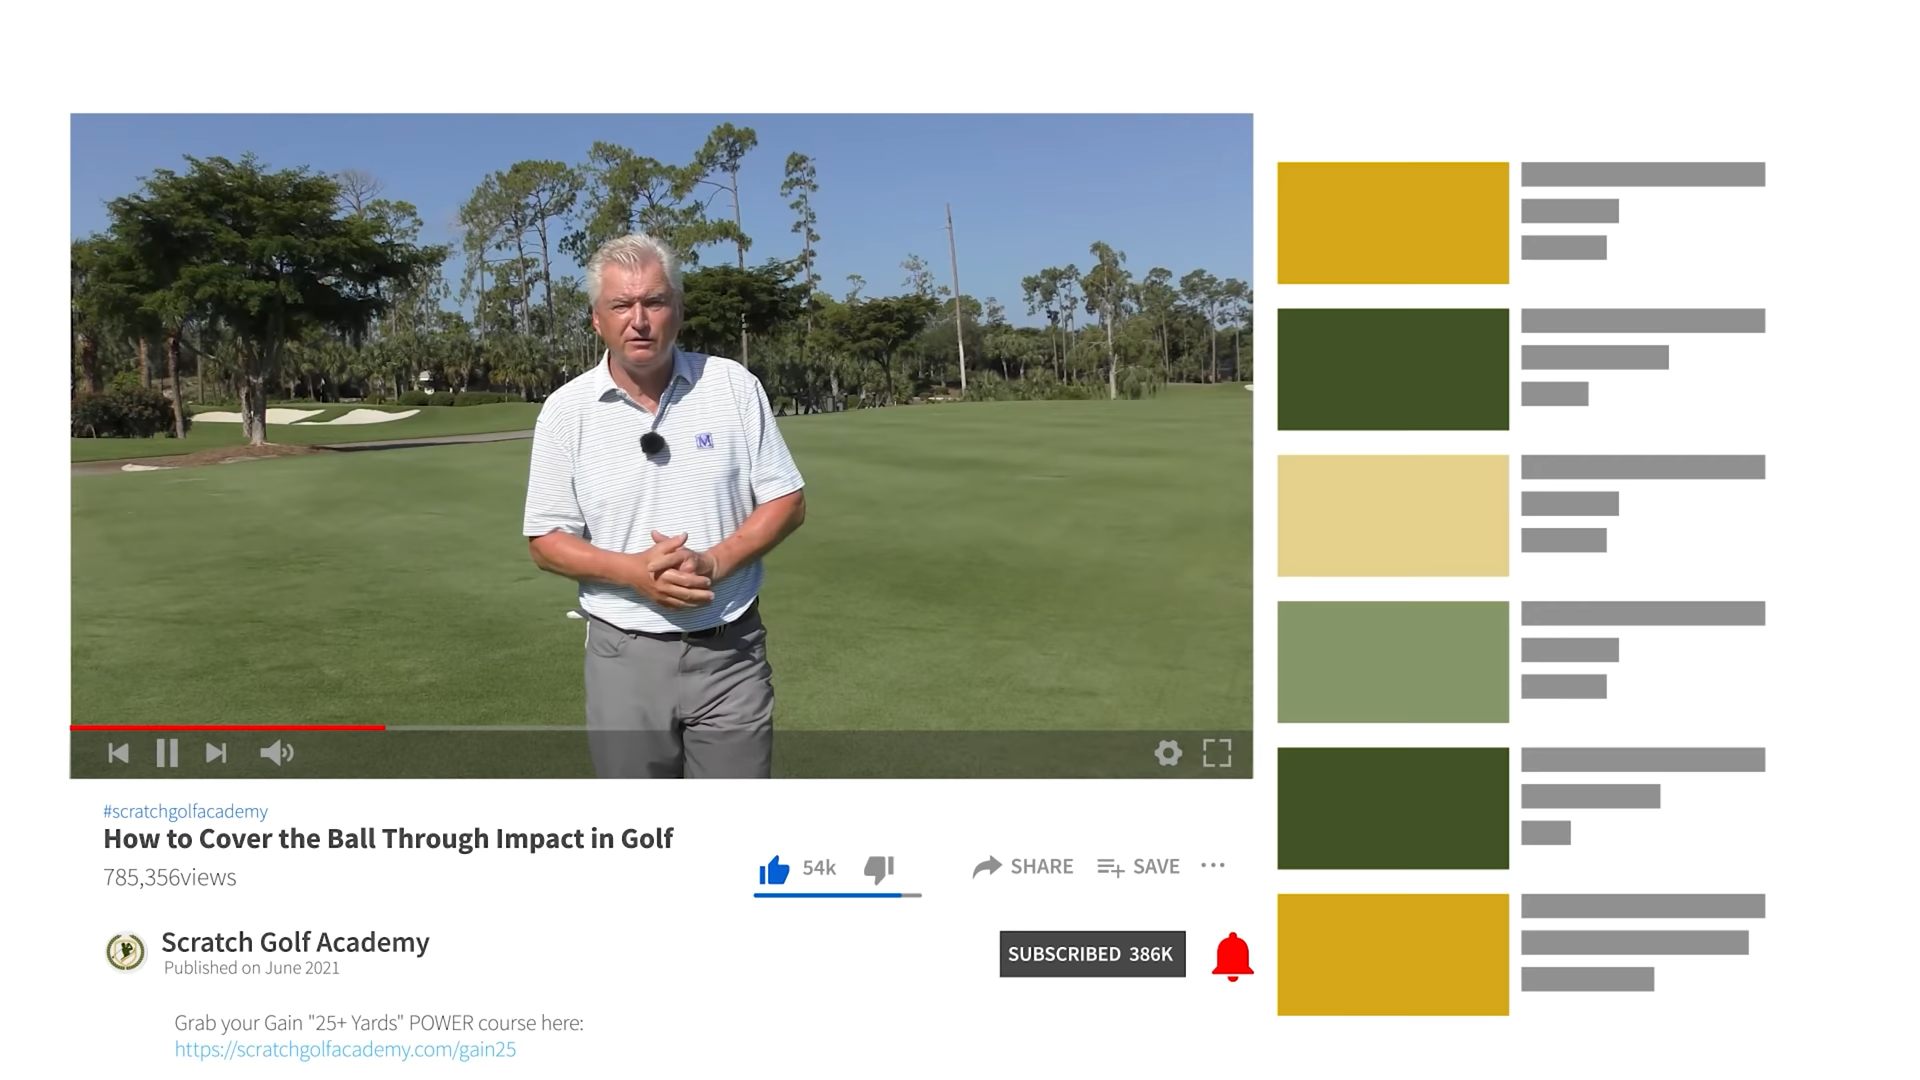 M
#scratchgolfacademy
How to Cover the Ball Through Impact in Golf
785,356views
54k
SHARE
SAVE
Scratch Golf Academy
Published on June 2021
SUBSCRIBED 386K
Grab your Gain "25+ Yards" POWER course here:
https://scratchgolfacademy.com/gain25